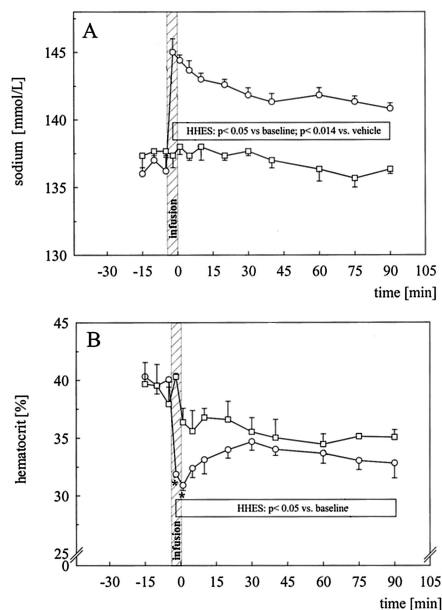 A
150
145
140
135
130
sodium [mmol/L]
HHES: p< 0.05 vs baseline; p< 0.014 vs. vehicle
infusion
-30 -15 0 15 30 45 60 75 90 105
time [min]
B
45
40
35
30
25
0
hematocrit [%]
*
*
HHES: p< 0.05 vs. baseline
infusion
-30 -15 0 15 30 45 60 75 90 105
time [min]